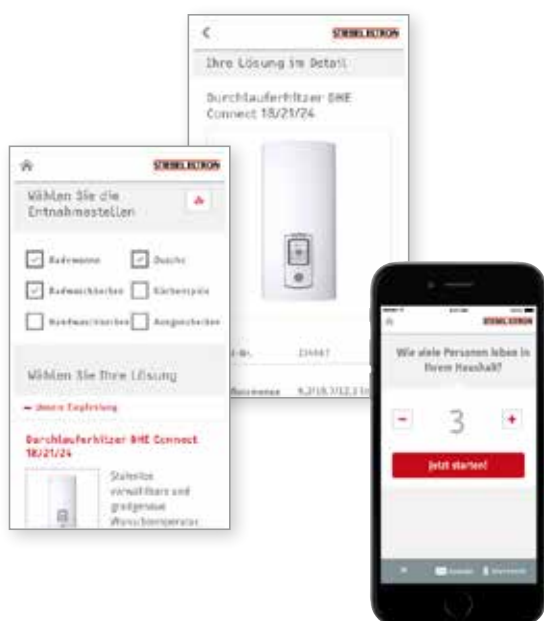 STIEBEL ELTRON
Ihre Lösung im Detail
Durchlauferhitzer DHE
Connect 18/21/24
STIEBEL ELTRON
Wählen Sie die
Entnahmestellen
Badewanne
Dusche
Badwaschbecken
Küchenspüle
Handwaschbecken
Ausgussbecken
Wählen Sie Ihre Lösung
Unsere Empfehlung
Durchlauferhitzer DHE Connect
18/21/24
Stufenlos
vorwählbare und
gradgenaue
Wunschtemperatur
STIEBEL ELTRON
Wie viele Personen leben in
Ihrem Haushalt?
− 3 +
Jetzt starten!